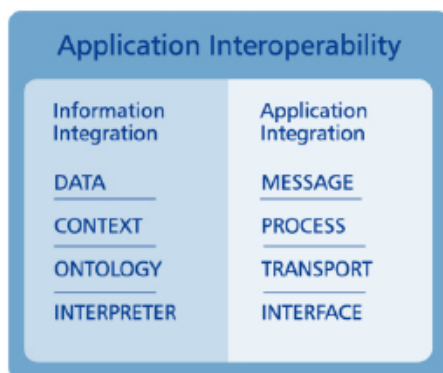 Application Interoperability
Information
Integration
DATA
CONTEXT
ONTOLOGY
INTERPRETER
Application
Integration
MESSAGE
PROCESS
TRANSPORT
INTERFACE